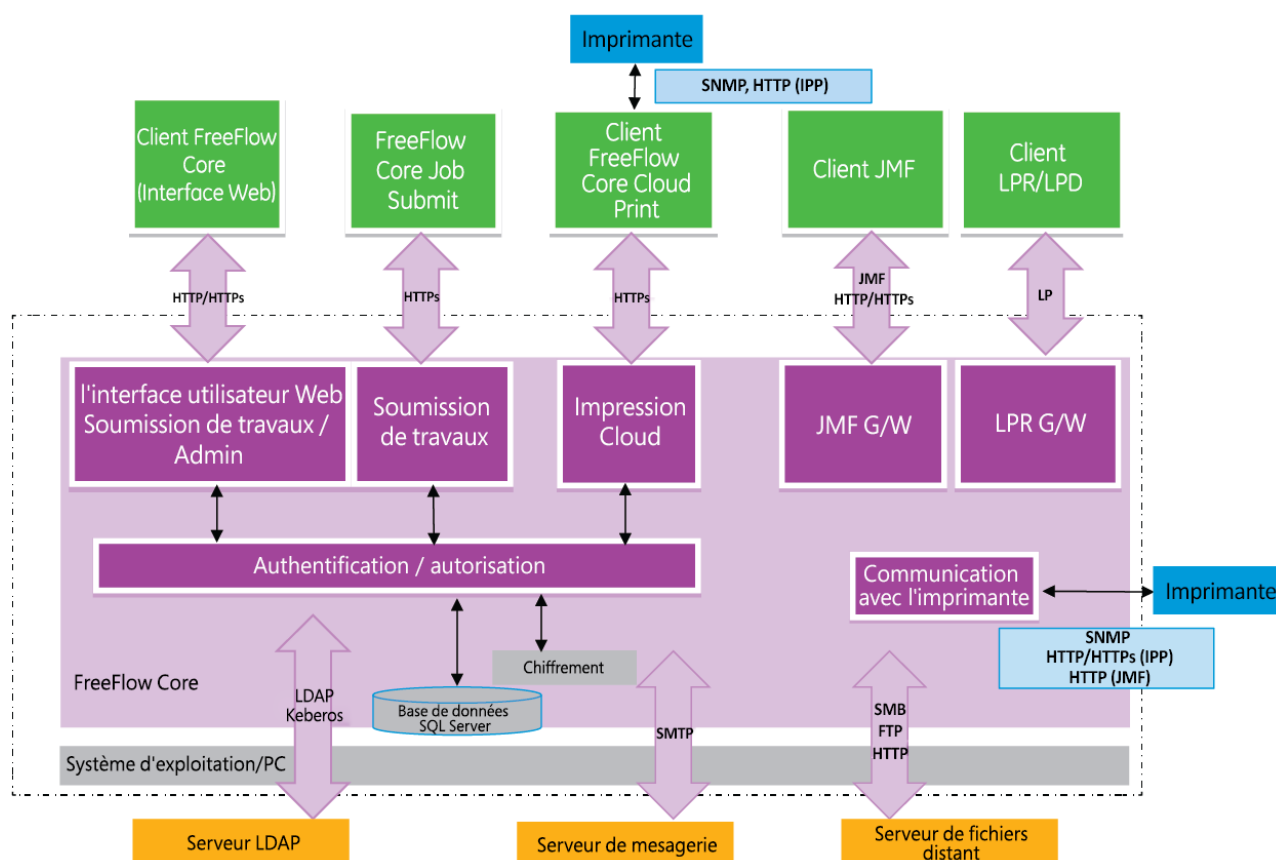 Imprimante
SNMP, HTTP (IPP)
Client FreeFlow
Core
(Interface Web)
FreeFlow
Core Job
Submit
Client
FreeFlow
Core Cloud
Print
Client JMF
Client
LPR/LPD
HTTP/HTTPs
HTTPs
HTTPs
JMF
HTTP/HTTPs
LP
l'interface utilisateur Web
Soumission de travaux /
Admin
Soumission
de travaux
Impression
Cloud
JMF G/W
LPR G/W
Authentification / autorisation
Communication
avec l'imprimante
Imprimante
SNMP
HTTP/HTTPs (IPP)
HTTP (JMF)
Chiffrement
FreeFlow Core
LDAP
Keberos
Base de données
SQL Server
SMTP
SMB
FTP
HTTP
Système d'exploitation/PC
Serveur LDAP
Serveur de mesagerie
Serveur de fichiers
distant